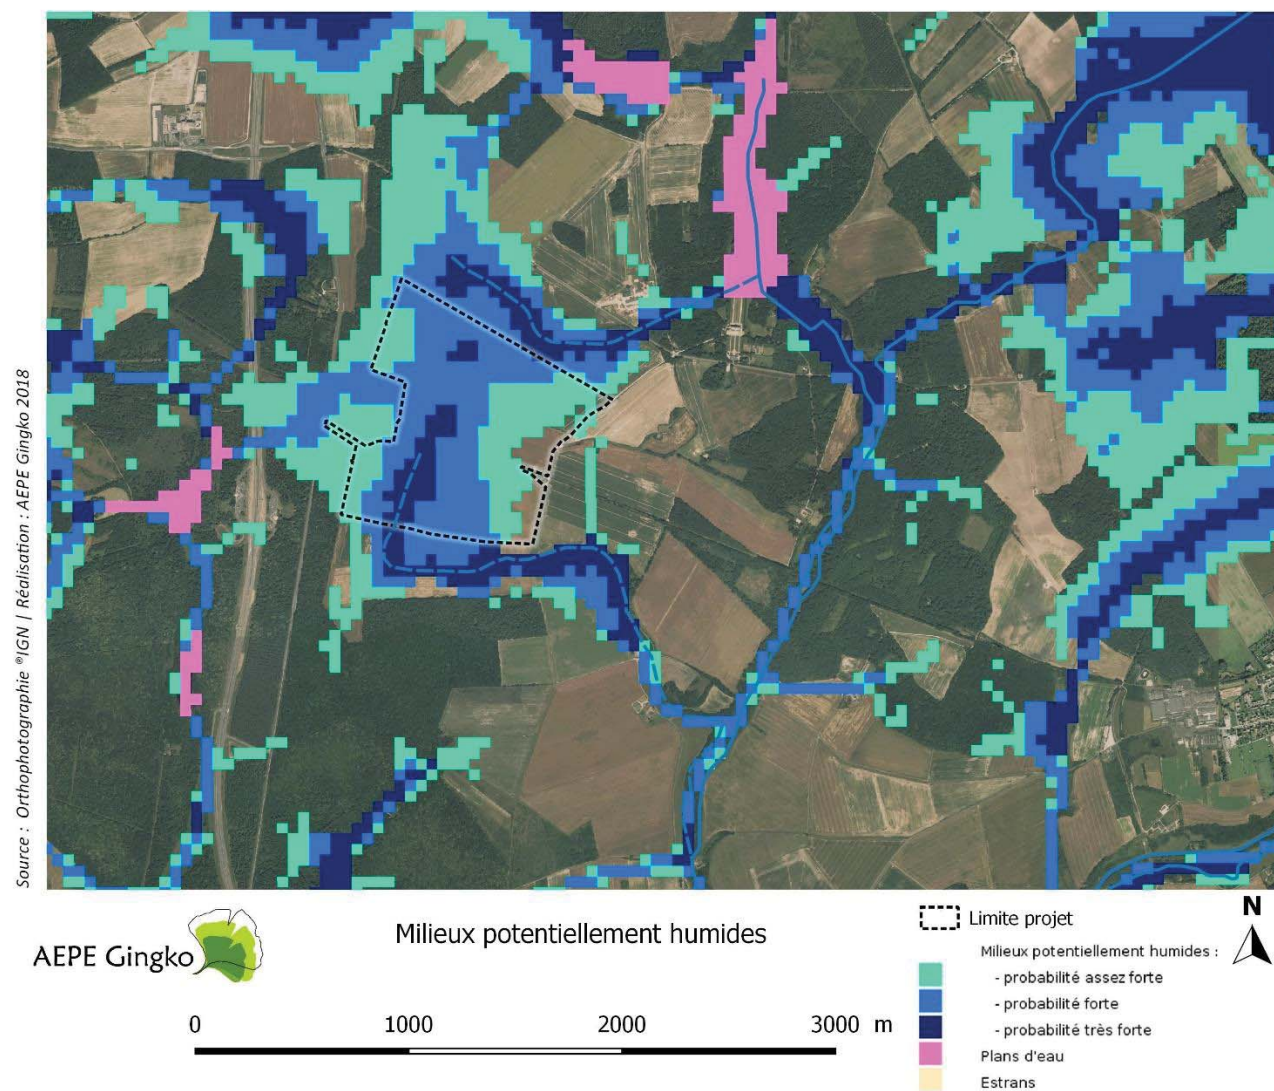 Source : Orthophotographie ®IGN | Réalisation : AEPE Gingko 2018
AEPE Gingko
Milieux potentiellement humides
0 1000 2000 3000 m
Limite projet
N
Milieux potentiellement humides :
- probabilité assez forte
- probabilité forte
- probabilité très forte
Plans d'eau
Estrans